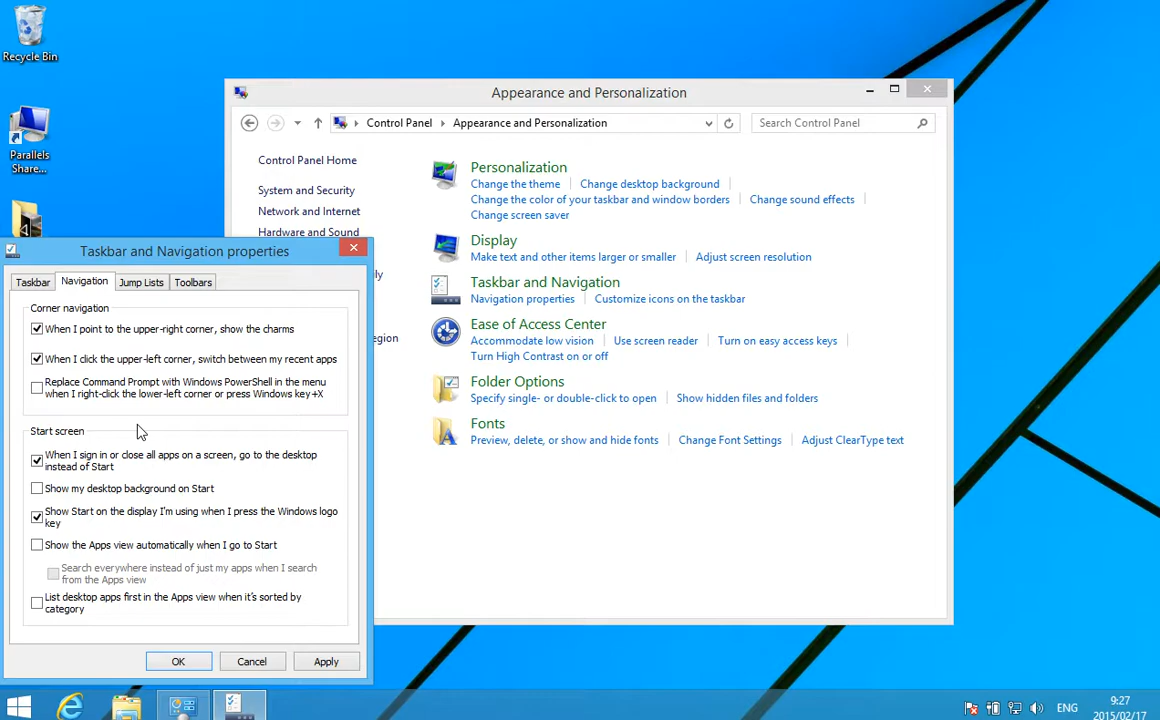 Recycle Bin
Parallels
Share...
Appearance and Personalization
Control Panel
Appearance and Personalization
Search Control Panel
Control Panel Home
System and Security
Network and Internet
Hardware and Sound
ly
egion
Personalization
Change the theme
Change desktop background
Change the color of your taskbar and window borders
Change sound effects
Change screen saver
Display
Make text and other items larger or smaller
Adjust screen resolution
Taskbar and Navigation
Navigation properties
Customize icons on the taskbar
Ease of Access Center
Accommodate low vision
Use screen reader
Turn on easy access keys
Turn High Contrast on or off
Folder Options
Specify single- or double-click to open
Show hidden files and folders
Fonts
Preview, delete, or show and hide fonts
Change Font Settings
Adjust ClearType text
Taskbar and Navigation properties
Taskbar
Navigation
Jump Lists
Toolbars
Corner navigation
When I point to the upper-right corner, show the charms
When I click the upper-left corner, switch between my recent apps
Replace Command Prompt with Windows PowerShell in the menu
when I right-click the lower-left corner or press Windows key+X
Start screen
When I sign in or close all apps on a screen, go to the desktop
instead of Start
Show my desktop background on Start
Show Start on the display I'm using when I press the Windows logo
key
Show the Apps view automatically when I go to Start
Search everywhere instead of just my apps when I search
from the Apps view
List desktop apps first in the Apps view when it's sorted by
category
OK
Cancel
Apply
ENG
9:27
2015/02/17